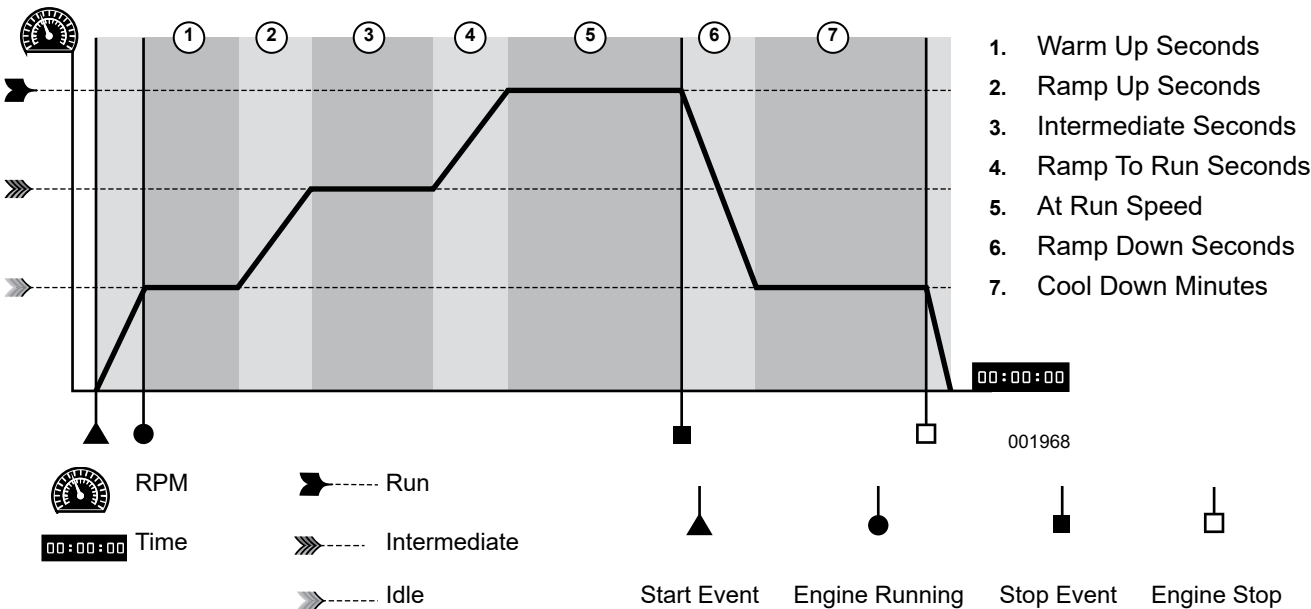 1 2 3 4 5 6 7
1. Warm Up Seconds
2. Ramp Up Seconds
3. Intermediate Seconds
4. Ramp To Run Seconds
5. At Run Speed
6. Ramp Down Seconds
7. Cool Down Minutes
00:00:00
001968
RPM
Run
00:00:00 Time
Intermediate
Idle
Start Event Engine Running Stop Event Engine Stop